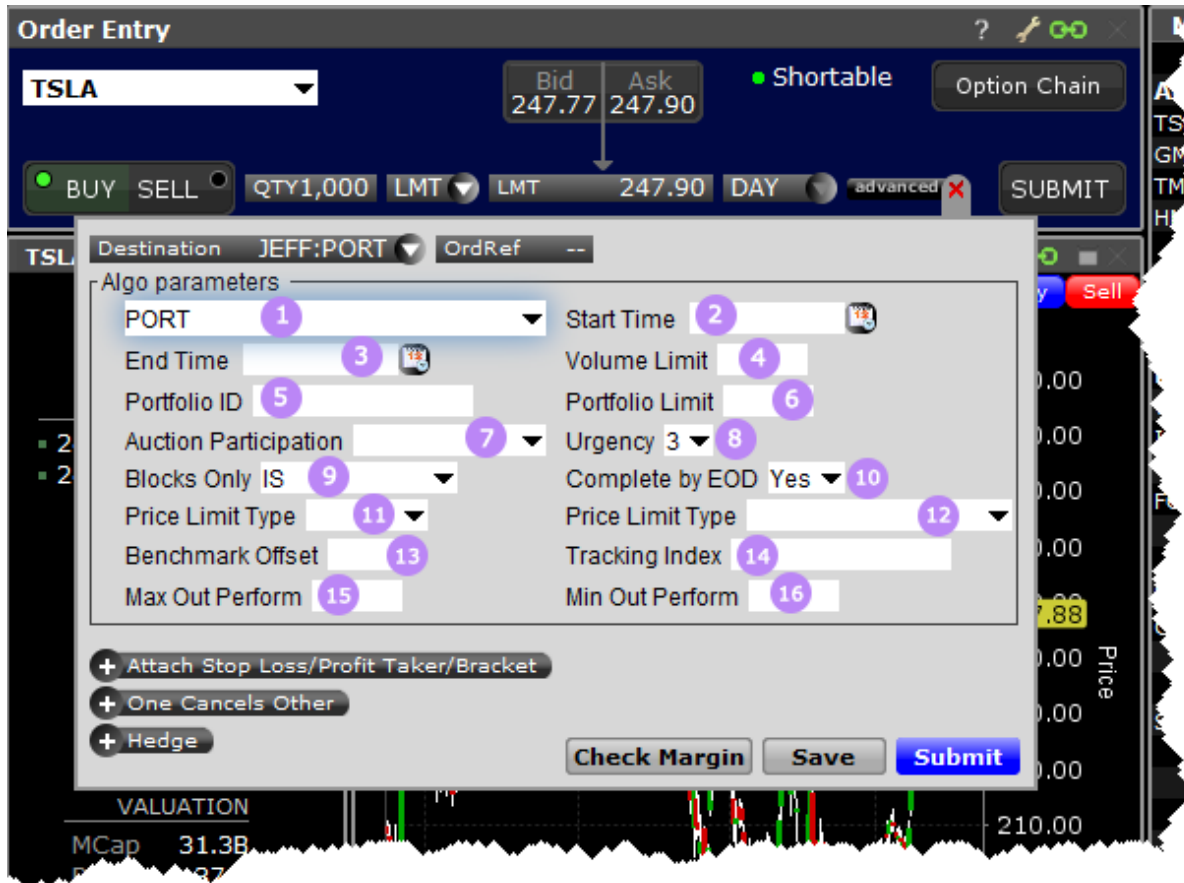 Order Entry ?
TSLA
Bid Ask
247.77 247.90
Shortable
Option Chain
BUY SELL QTY1,000 LMT LMT 247.90 DAY advanced SUBMIT
Destination JEFF:PORT OrdRef --
Algo parameters
PORT 1 Start Time 2
End Time 3 Volume Limit 4
Portfolio ID 5 Portfolio Limit 6
Auction Participation 7 Urgency 3 8
Blocks Only IS 9 Complete by EOD Yes 10
Price Limit Type 11 Price Limit Type 12
Benchmark Offset 13 Tracking Index 14
Max Out Perform 15 Min Out Perform 16
Attach Stop Loss/Profit Taker/Bracket
One Cancels Other
Hedge
Check Margin Save Submit
Sell
Price
VALUATION
MCap 31.3B
210.00